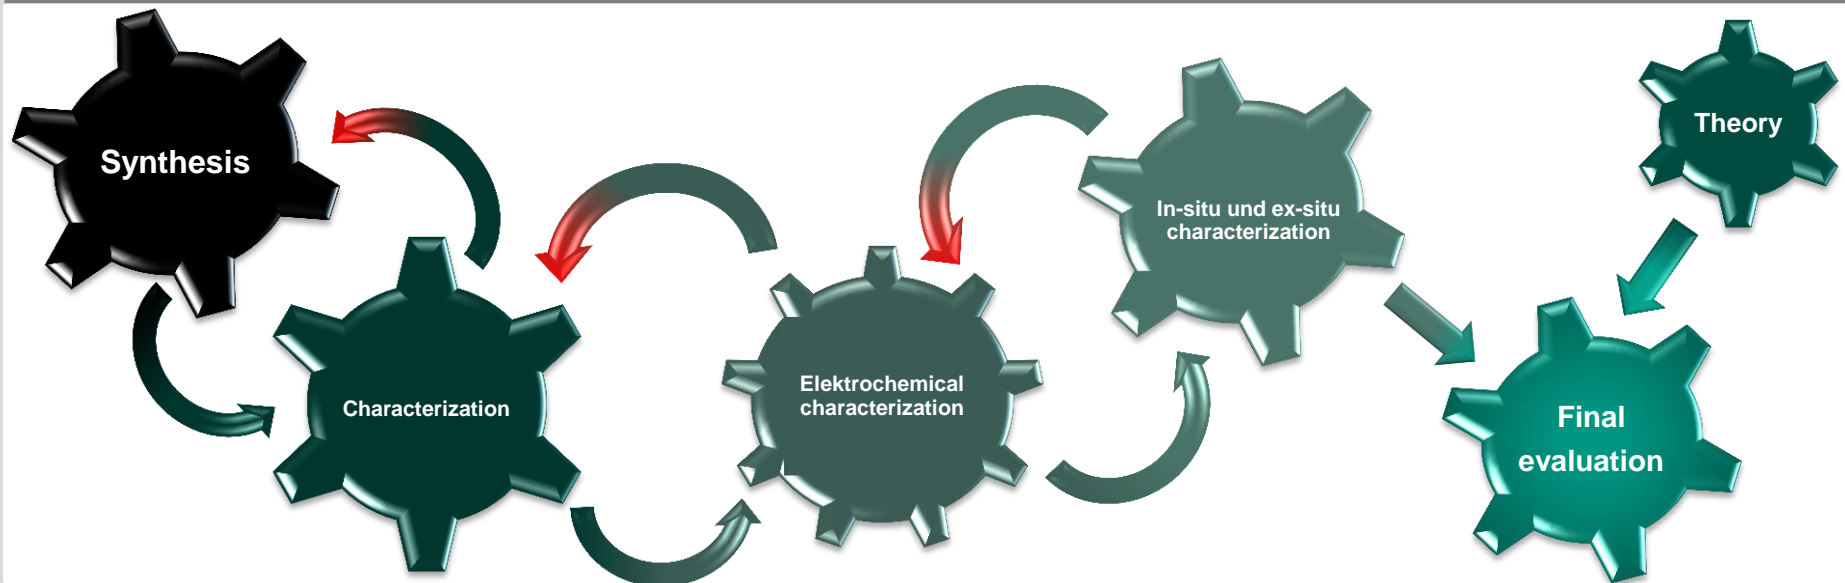 Synthesis
Characterization
Elektrochemical
characterization
In-situ und ex-situ
characterization
Theory
Final
evaluation